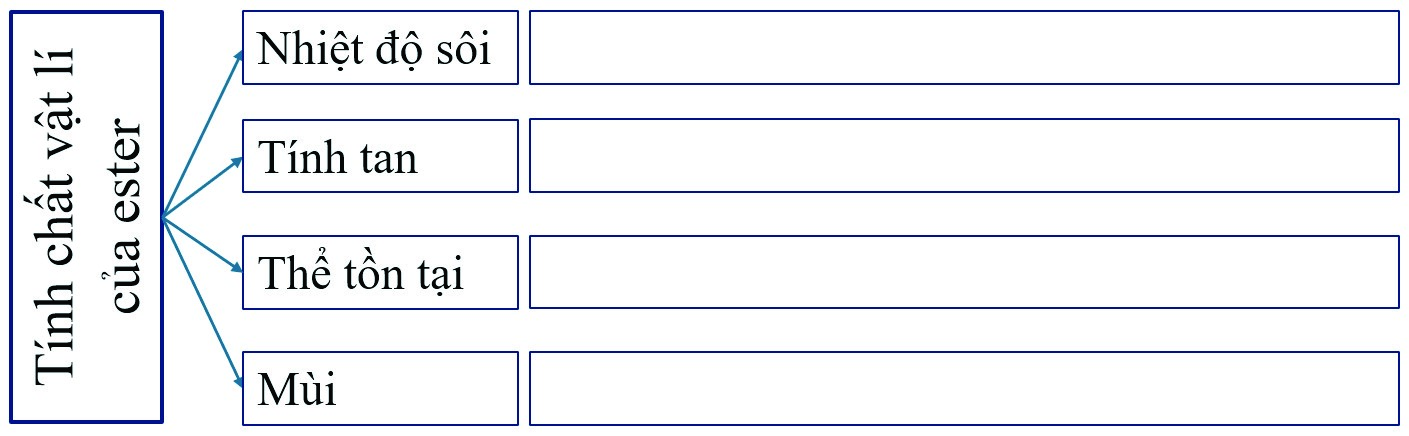 Tính chất vật lí
của ester
Nhiệt độ sôi
Tính tan
Thể tồn tại
Mùi